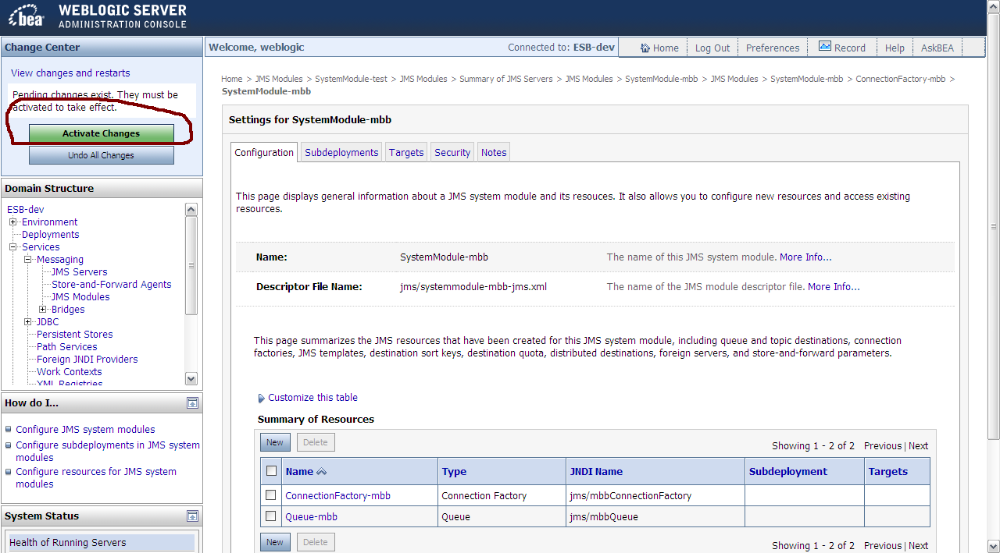 bea
WEBLOGIC SERVER
ADMINISTRATION CONSOLE
Change Center
View changes and restarts
Pending changes exist. They must be
activated to take effect.
Activate Changes
Undo All Changes
Domain Structure
ESB-dev
Environment
Deployments
Services
Messaging
JMS Servers
Store-and-Forward Agents
JMS Modules
Bridges
JDBC
Persistent Stores
Path Services
Foreign JNDI Providers
Work Contexts
XML Registries
How do I...
Configure JMS system modules
Configure subdeployments in JMS system
modules
Configure resources for JMS system
modules
System Status
Health of Running Servers
Welcome, weblogic
Connected to: ESB-dev
Home
Log Out
Preferences
Record
Help
AskBEA
Home > JMS Modules > SystemModule-test > JMS Modules > Summary of JMS Servers > JMS Modules > SystemModule-mbb > JMS Modules > SystemModule-mbb > ConnectionFactory-mbb >
SystemModule-mbb
Settings for SystemModule-mbb
Configuration Subdeployments Targets Security Notes
This page displays general information about a JMS system module and its resouces. It also allows you to configure new resources and access existing
resources.
Name: SystemModule-mbb The name of this JMS system module. More Info...
Descriptor File Name: jms/systemmodule-mbb-jms.xml The name of the JMS module descriptor file. More Info...
This page summarizes the JMS resources that have been created for this JMS system module, including queue and topic destinations, connection
factories, JMS templates, destination sort keys, destination quota, distributed destinations, foreign servers, and store-and-forward parameters.
Customize this table
Summary of Resources
New Delete Showing 1 - 2 of 2 Previous | Next
Name Type JNDI Name Subdeployment Targets
ConnectionFactory-mbb Connection Factory jms/mbbConnectionFactory
Queue-mbb Queue jms/mbbQueue
New Delete Showing 1 - 2 of 2 Previous | Next